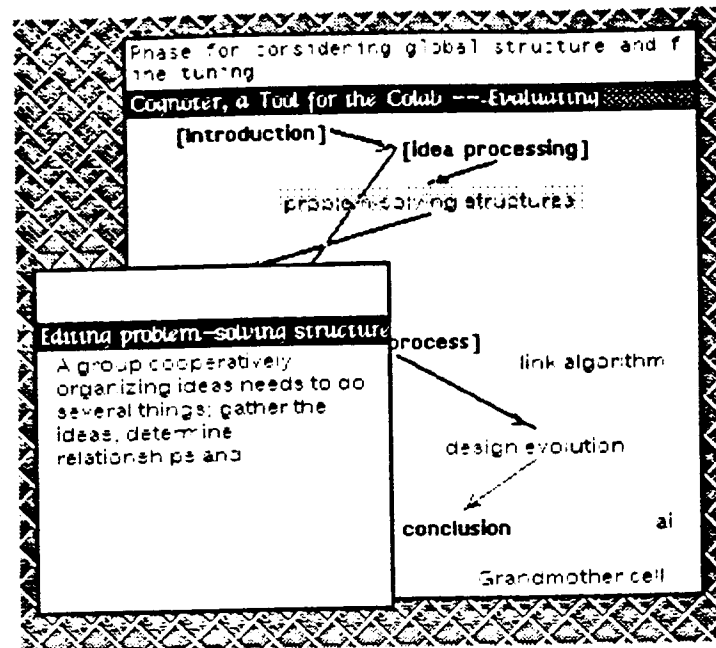 Phase for considering global structure and f
ine tuning
Cognoter, a Tool for the Colab ---Evaluating
[Introduction]
[idea processing]
problem-solving structures
process]
link algorithm
design evolution
conclusion
ai
Grandmother cell
Editing problem-solving structure
A group cooperatively
organizing ideas needs to do
several things: gather the
ideas, determine
relationships and